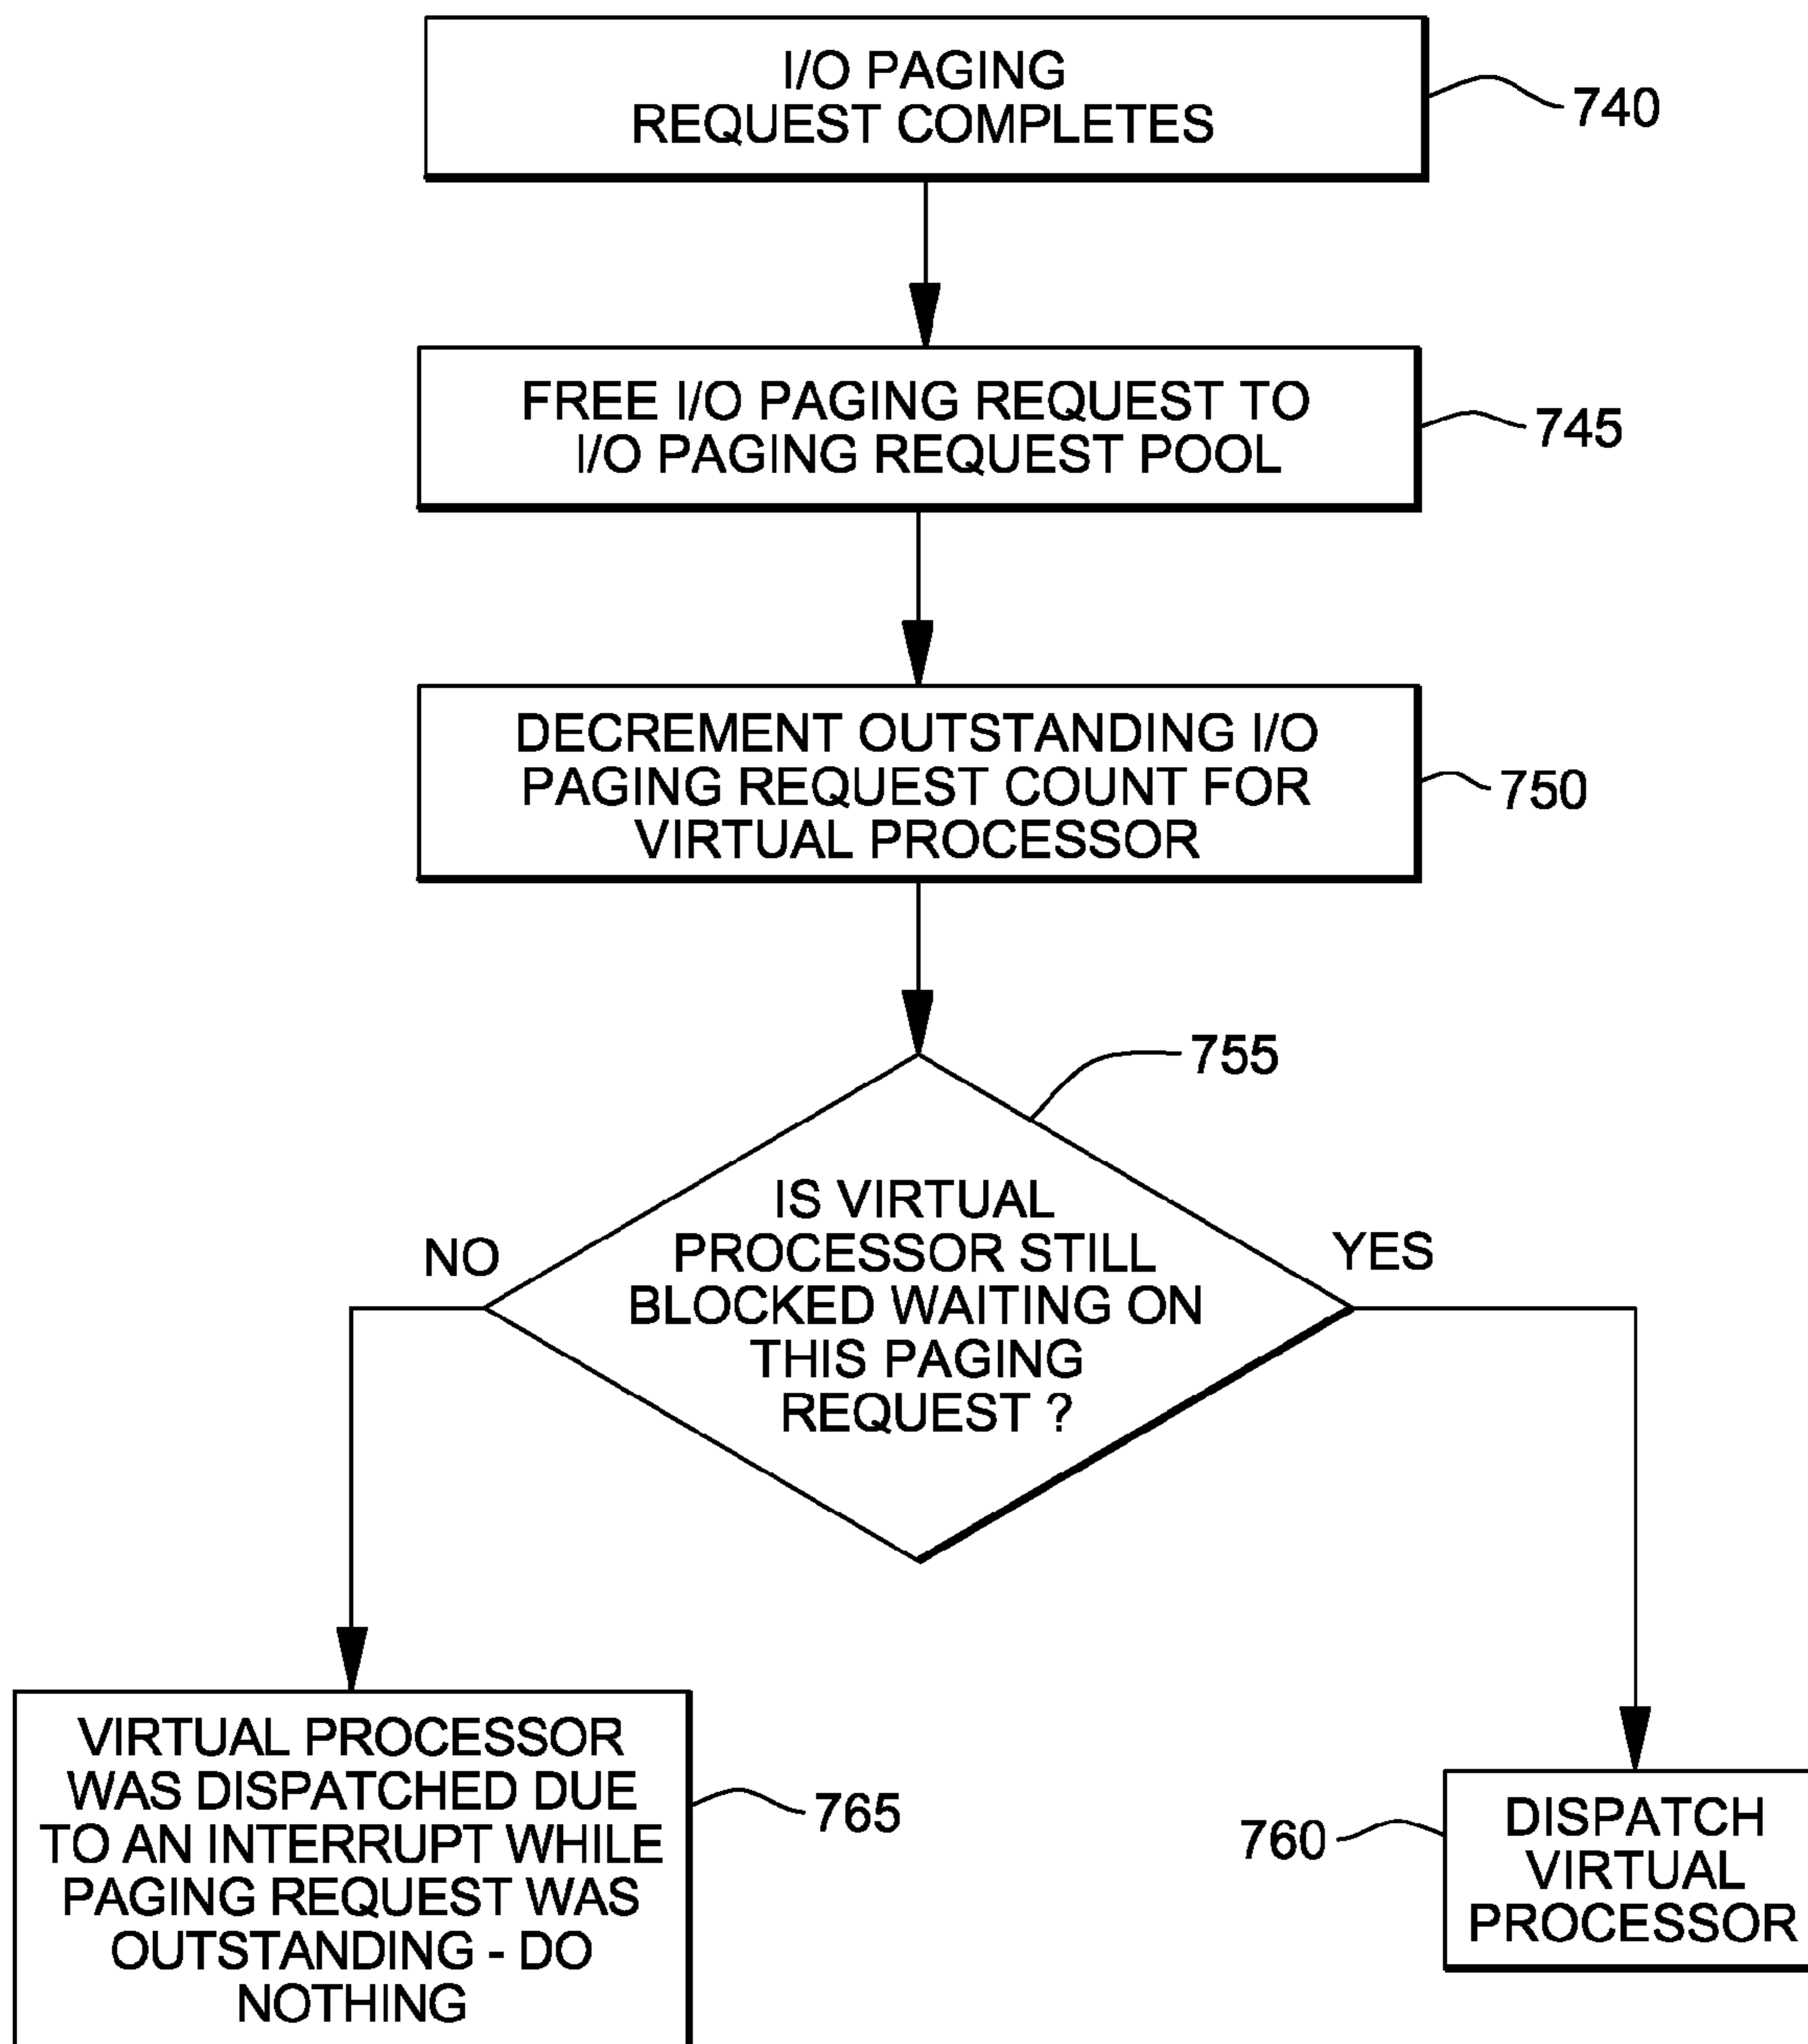 I/O PAGING
REQUEST COMPLETES
740
FREE I/O PAGING REQUEST TO
I/O PAGING REQUEST POOL
745
DECREMENT OUTSTANDING I/O
PAGING REQUEST COUNT FOR
VIRTUAL PROCESSOR
750
755
IS VIRTUAL
PROCESSOR STILL
BLOCKED WAITING ON
THIS PAGING
REQUEST ?
NO
YES
VIRTUAL PROCESSOR
WAS DISPATCHED DUE
TO AN INTERRUPT WHILE
PAGING REQUEST WAS
OUTSTANDING - DO
NOTHING
765
760
DISPATCH
VIRTUAL
PROCESSOR